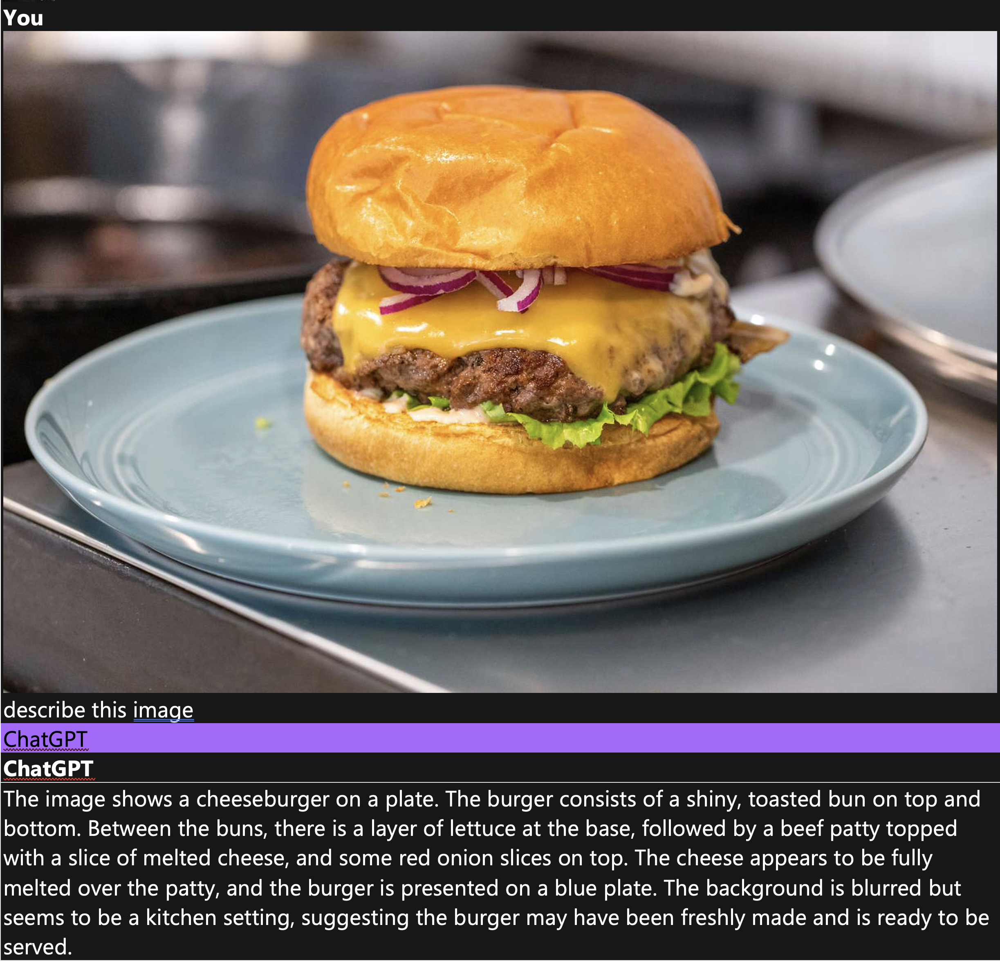 You
describe this image
ChatGPT
ChatGPT
The image shows a cheeseburger on a plate. The burger consists of a shiny, toasted bun on top and
bottom. Between the buns, there is a layer of lettuce at the base, followed by a beef patty topped
with a slice of melted cheese, and some red onion slices on top. The cheese appears to be fully
melted over the patty, and the burger is presented on a blue plate. The background is blurred but
seems to be a kitchen setting, suggesting the burger may have been freshly made and is ready to be
served.